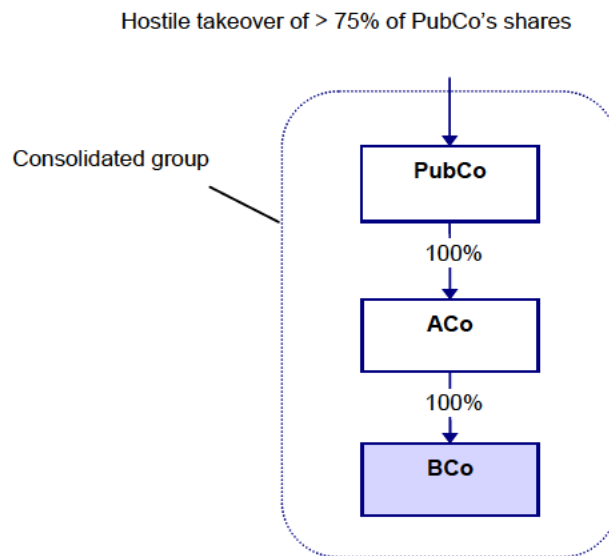 Hostile takeover of > 75% of PubCo’s shares
Consolidated group
PubCo
100%
ACo
100%
BCo